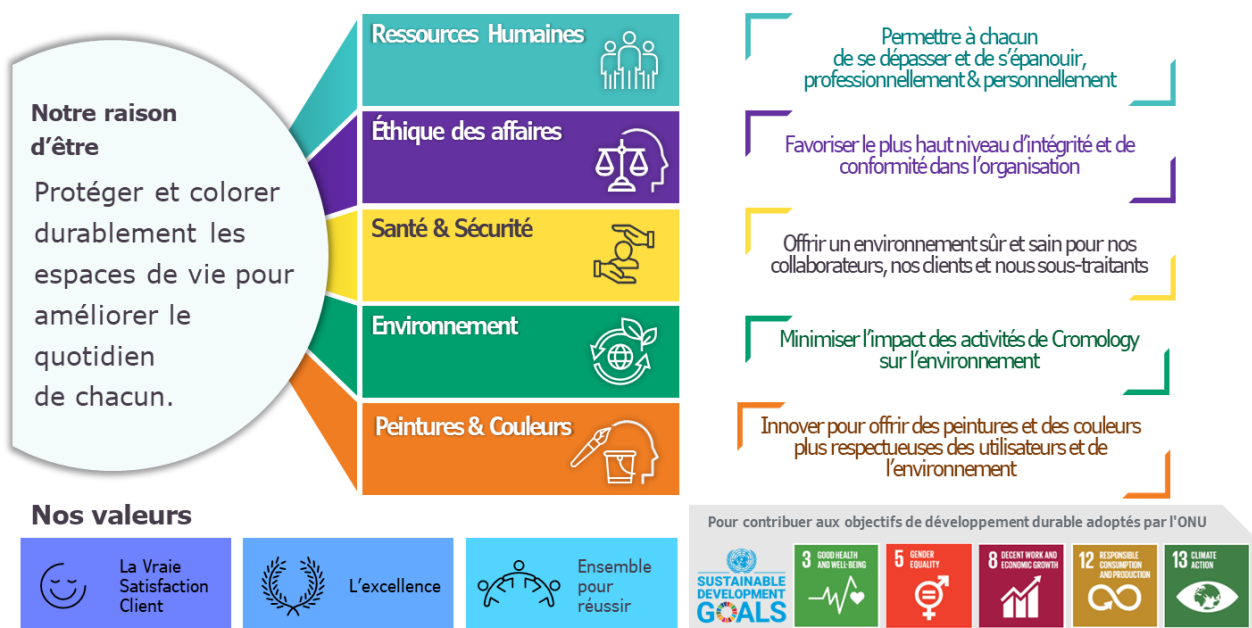 Notre raison
d'être
Protéger et colorer
durablement les
espaces de vie pour
améliorer le
quotidien
de chacun.
Ressources Humaines
Permettre à chacun
de se dépasser et de s'épanouir,
professionnellement & personnellement
Éthique des affaires
Favoriser le plus haut niveau d'intégrité et de
conformité dans l'organisation
Santé & Sécurité
Offrir un environnement sûr et sain pour nos
collaborateurs, nos clients et nous sous-traitants
Environnement
Minimiser l'impact des activités de Cromology
sur l'environnement
Peintures & Couleurs
Innover pour offrir des peintures et des couleurs
plus respectueuses des utilisateurs et de
l'environnement
Nos valeurs
La Vraie
Satisfaction
Client
L'excellence
Ensemble
pour
réussir
Pour contribuer aux objectifs de développement durable adoptés par l'ONU
SUSTAINABLE
DEVELOPMENT
GOALS
3 GOOD HEALTH
AND WELL-BEING
5 GENDER
EQUALITY
8 DECENT WORK AND
ECONOMIC GROWTH
12 RESPONSIBLE
CONSUMPTION
AND PRODUCTION
13 CLIMATE
ACTION